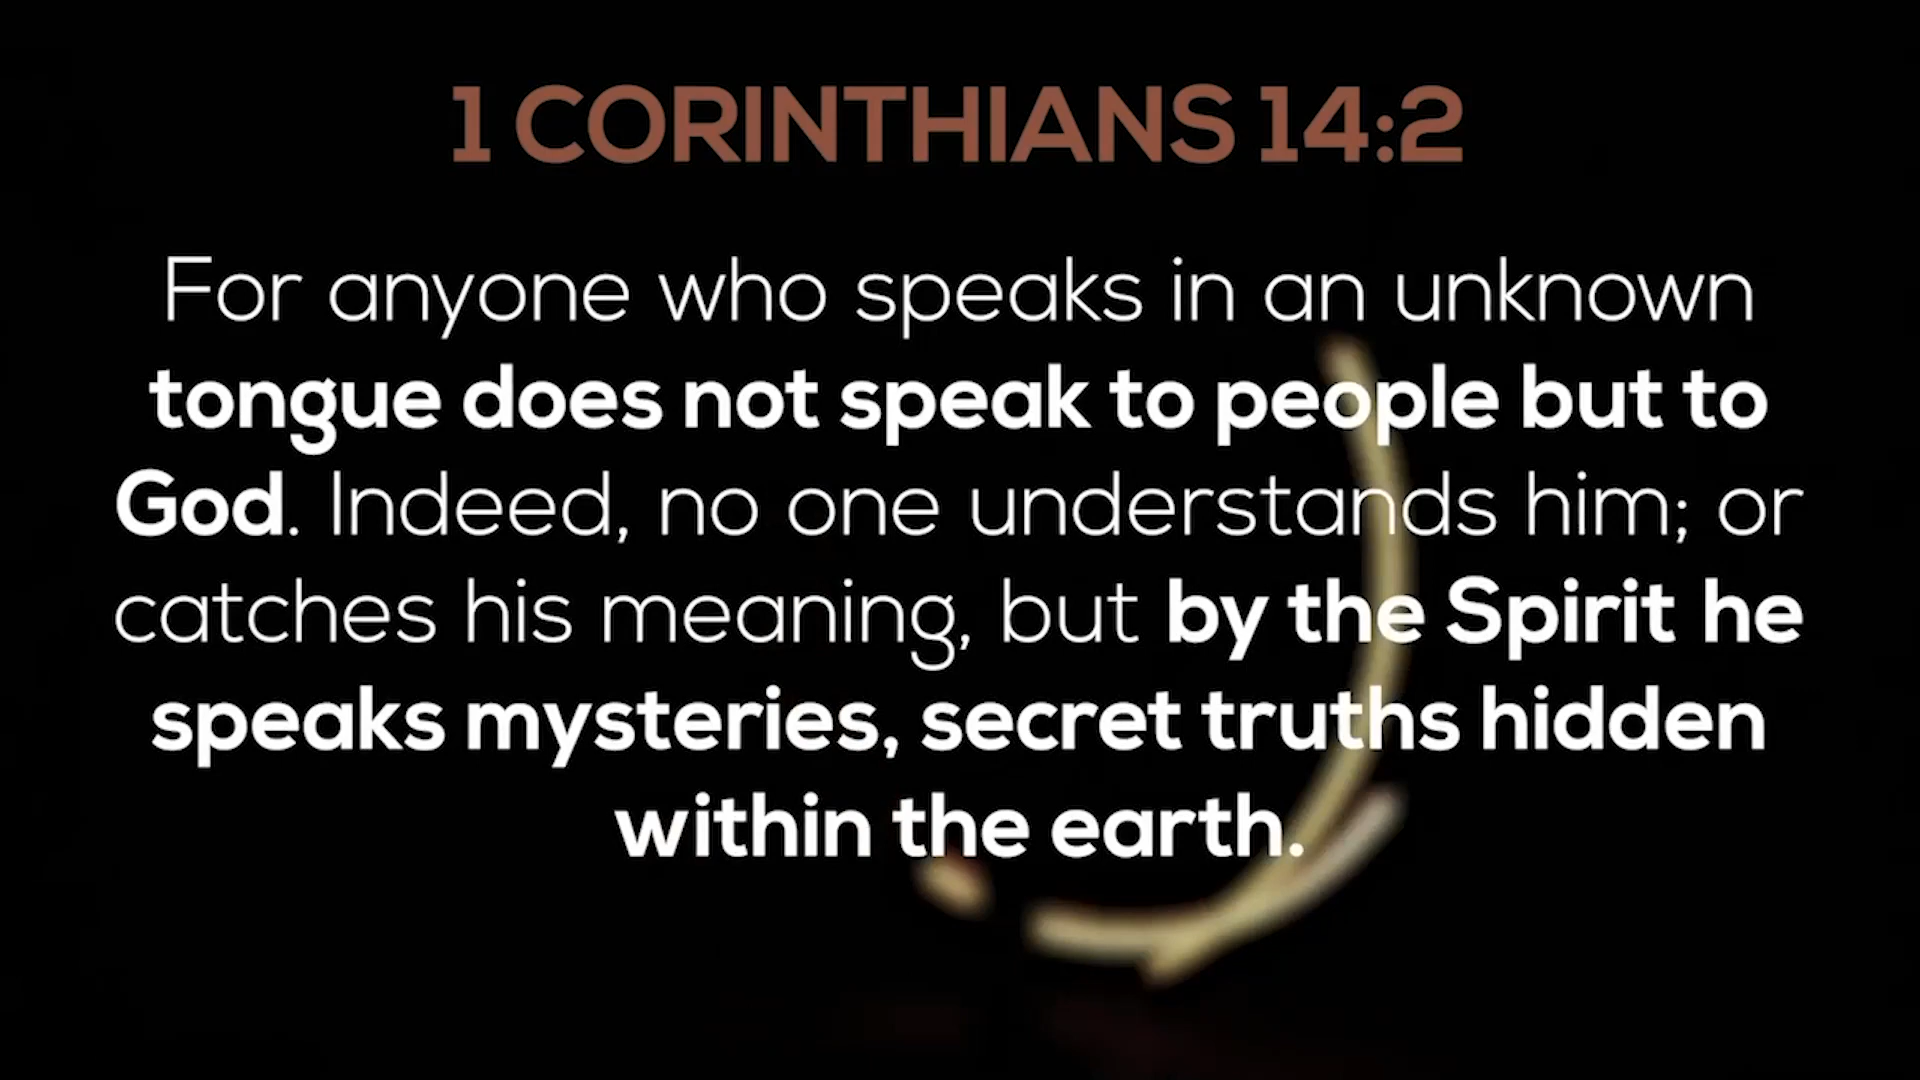 1 CORINTHIANS 14:2
For anyone who speaks in an unknown
tongue does not speak to people but to
God. Indeed, no one understands him; or
catches his meaning, but by the Spirit he
speaks mysteries, secret truths hidden
within the earth.